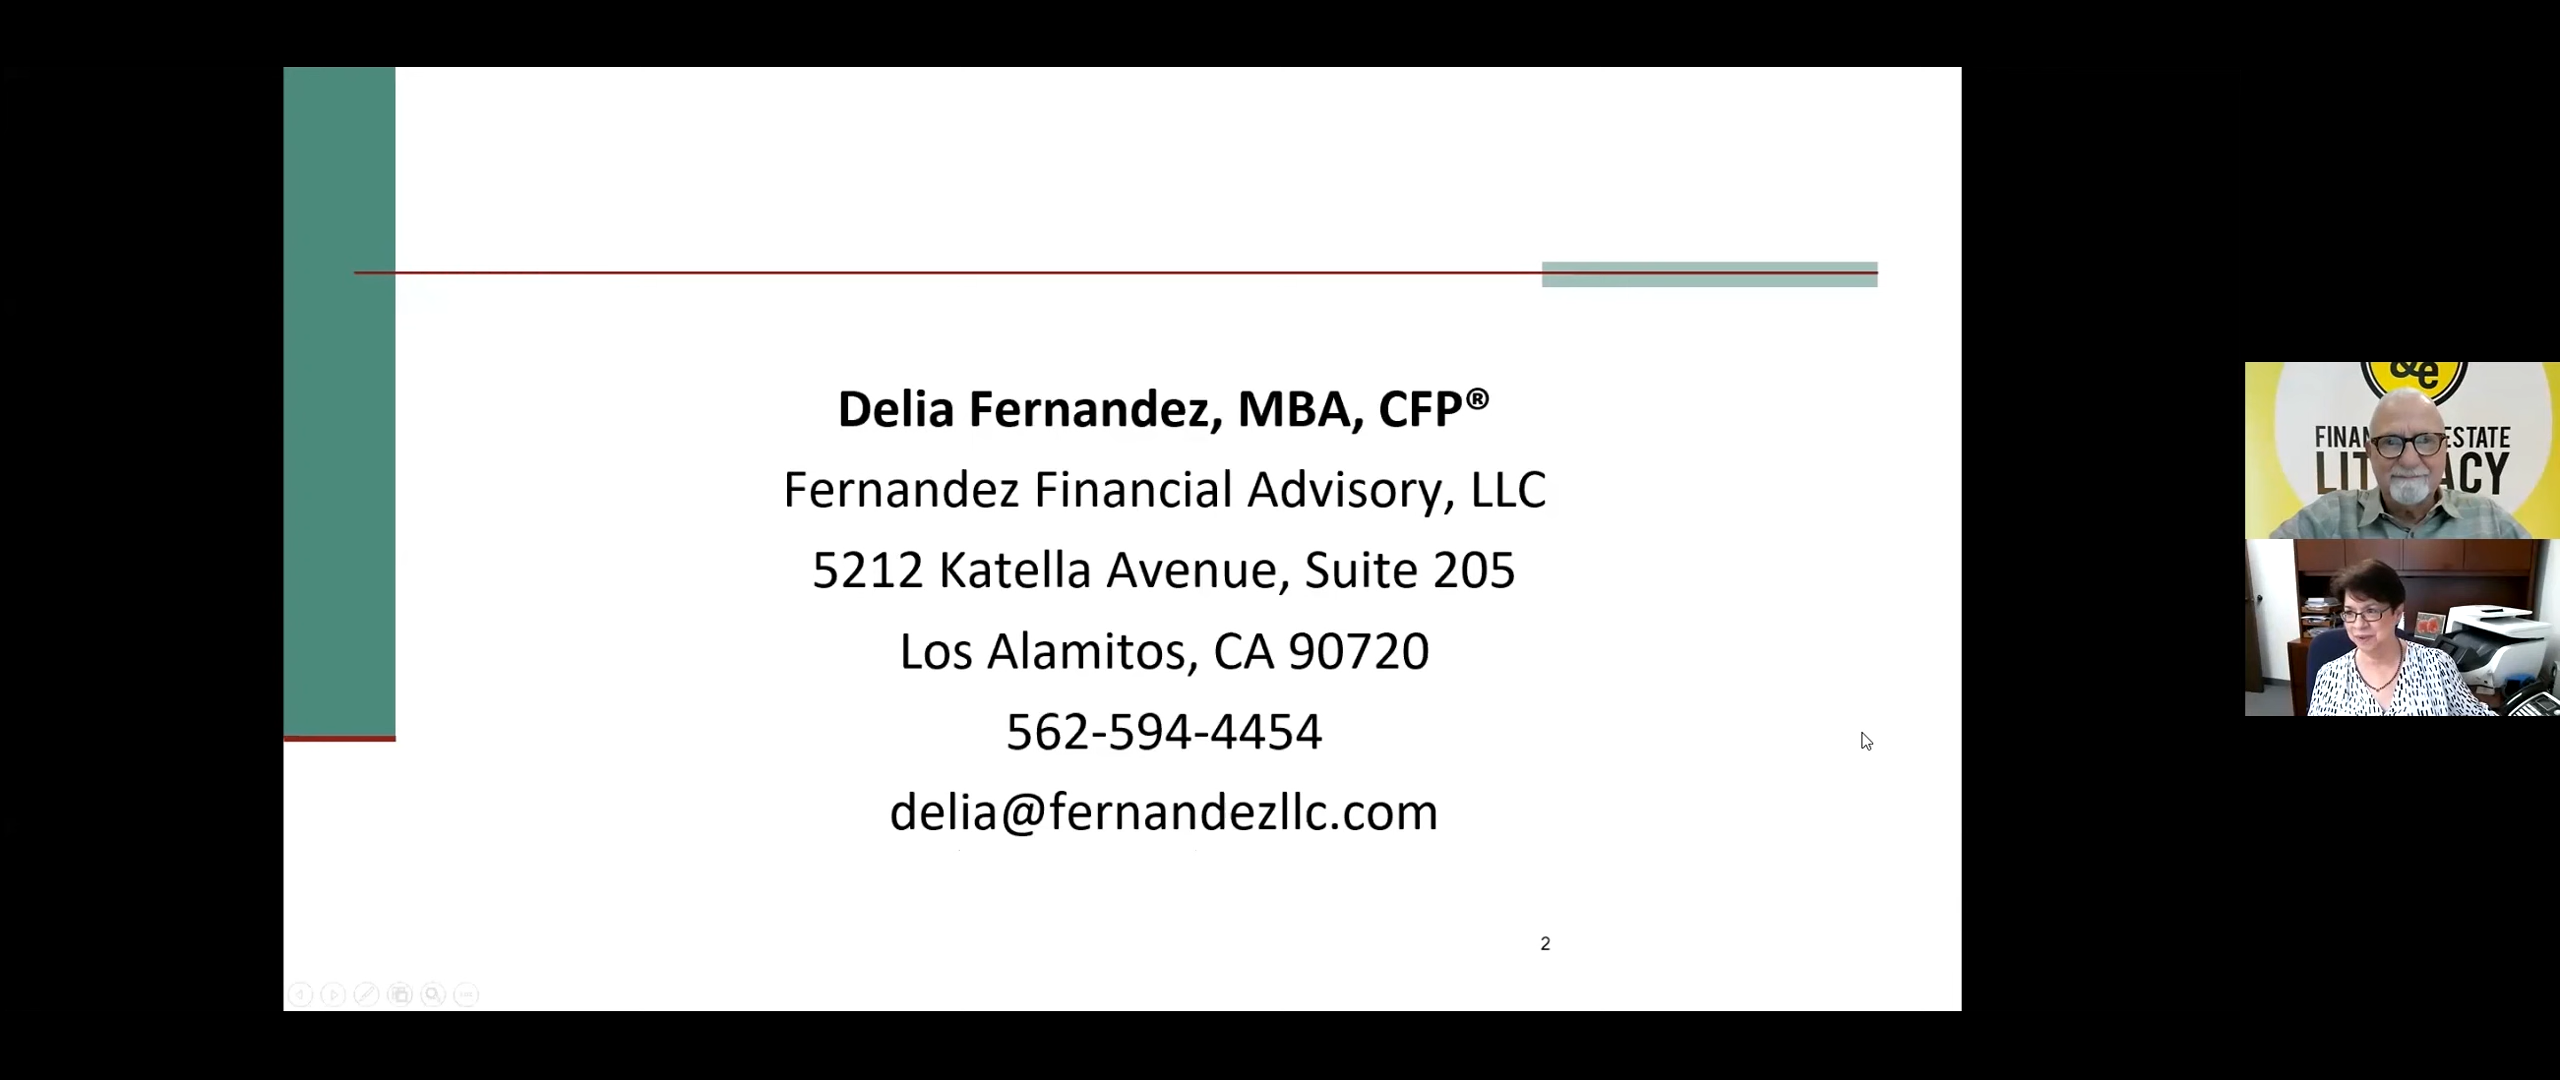 Delia Fernandez, MBA, CFP®
Fernandez Financial Advisory, LLC
5212 Katella Avenue, Suite 205
Los Alamitos, CA 90720
562-594-4454
delia@fernandezllc.com
2
&e
ESTATE